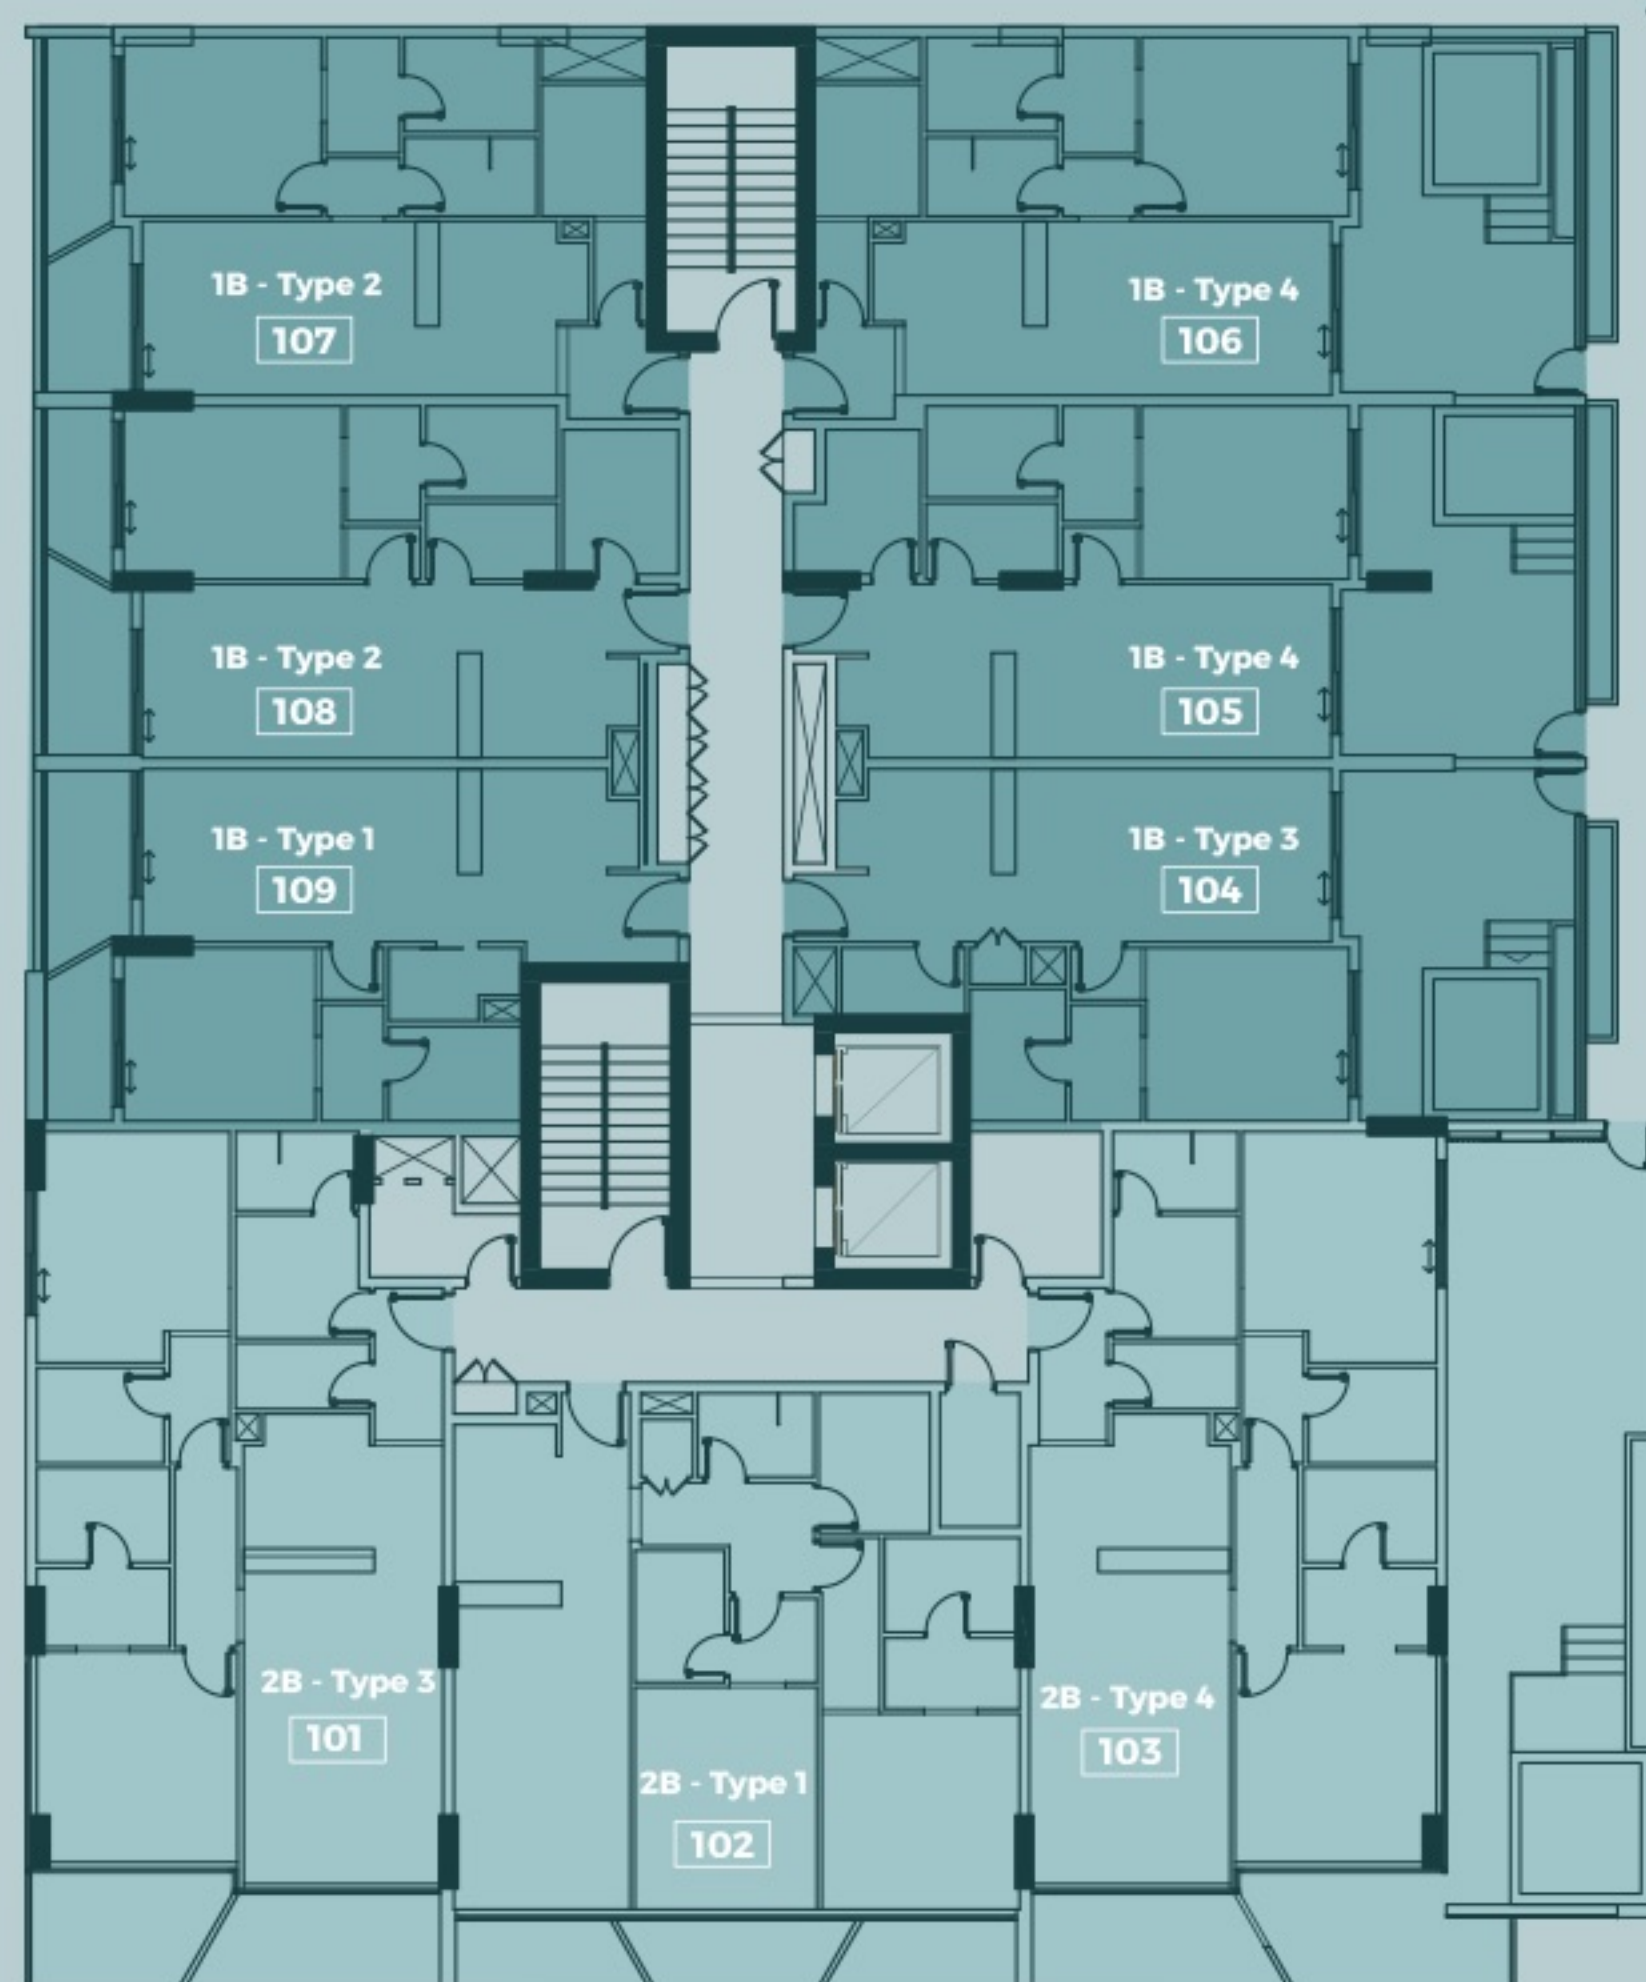 1B - Type 2
107
1B - Type 4
106
1B - Type 2
108
1B - Type 4
105
1B - Type 1
109
1B - Type 3
104
2B - Type 3
101
2B - Type 4
103
2B - Type 1
102